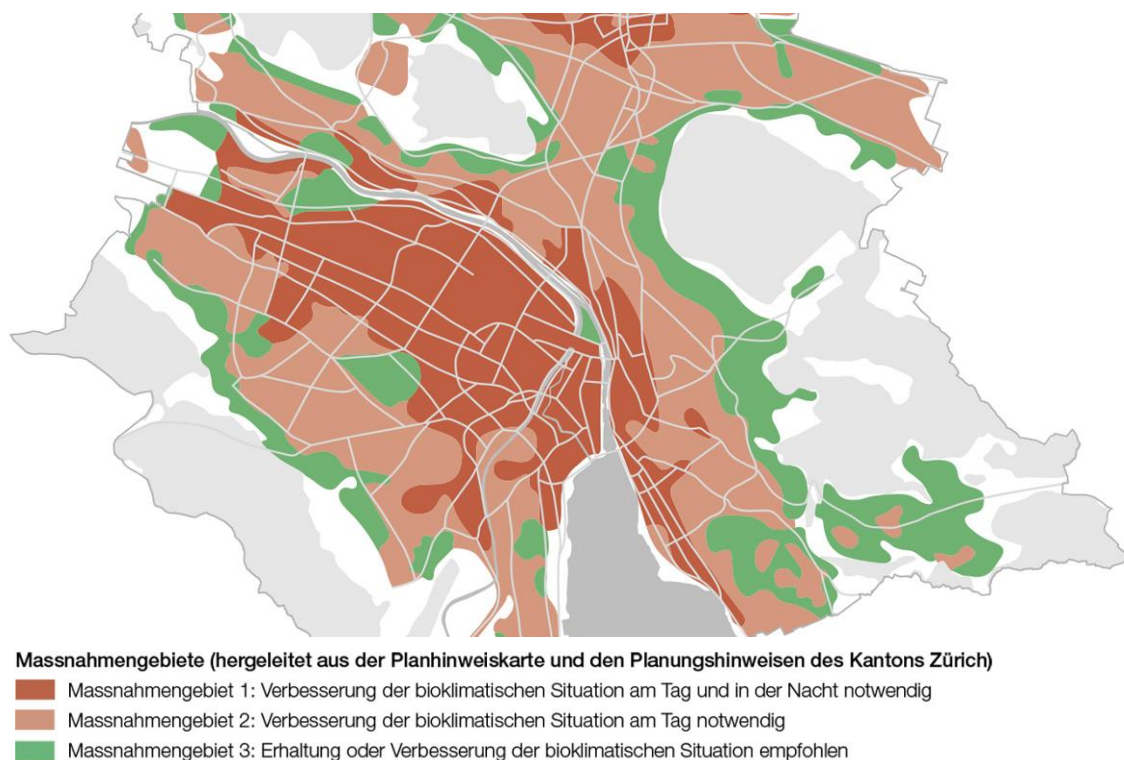 Massnahmengebiete (hergeleitet aus der Planhinweiskarte und den Planungshinweisen des Kantons Zürich)
Massnahmengebiet 1: Verbesserung der bioklimatischen Situation am Tag und in der Nacht notwendig
Massnahmengebiet 2: Verbesserung der bioklimatischen Situation am Tag notwendig
Massnahmengebiet 3: Erhaltung oder Verbesserung der bioklimatischen Situation empfohlen